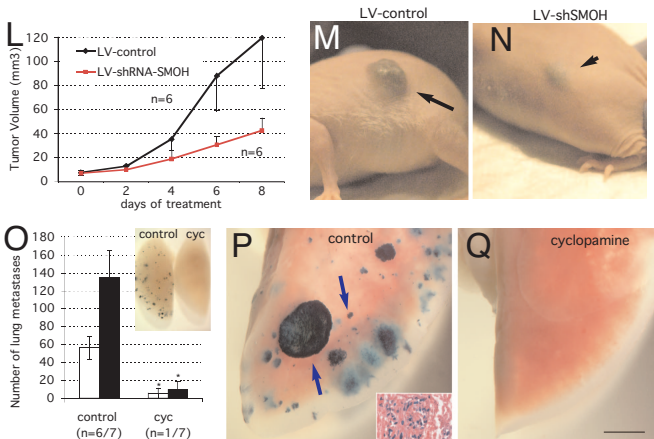 L
Tumor Volume (mm3)
120
100
80
60
40
20
0
LV-control
LV-shRNA-SMOH
n=6
n=6
0 2 4 6 8
days of treatment
LV-control
M
LV-shSMOH
N
O
Number of lung metastases
180
160
140
120
100
80
60
40
20
0
control cyc
* *
control cyc
(n=6/7) (n=1/7)
P
control
Q
cyclopamine